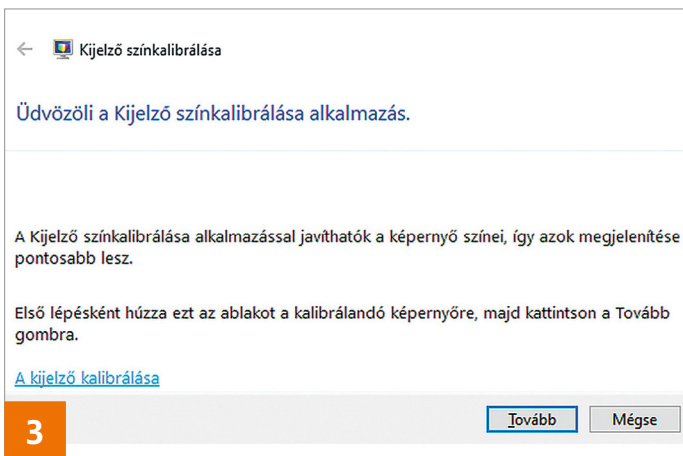 Kijelző színkalibrálása
Üdvözöli a Kijelző színkalibrálása alkalmazás.
A Kijelző színkalibrálása alkalmazással javíthatók a képernyő színei, így azok megjelenítése
pontosabb lesz.
Első lépésként húzza ezt az ablakot a kalibrálandó képernyőre, majd kattintson a Tovább
gombra.
A kijelző kalibrálása
Tovább Mégse
3